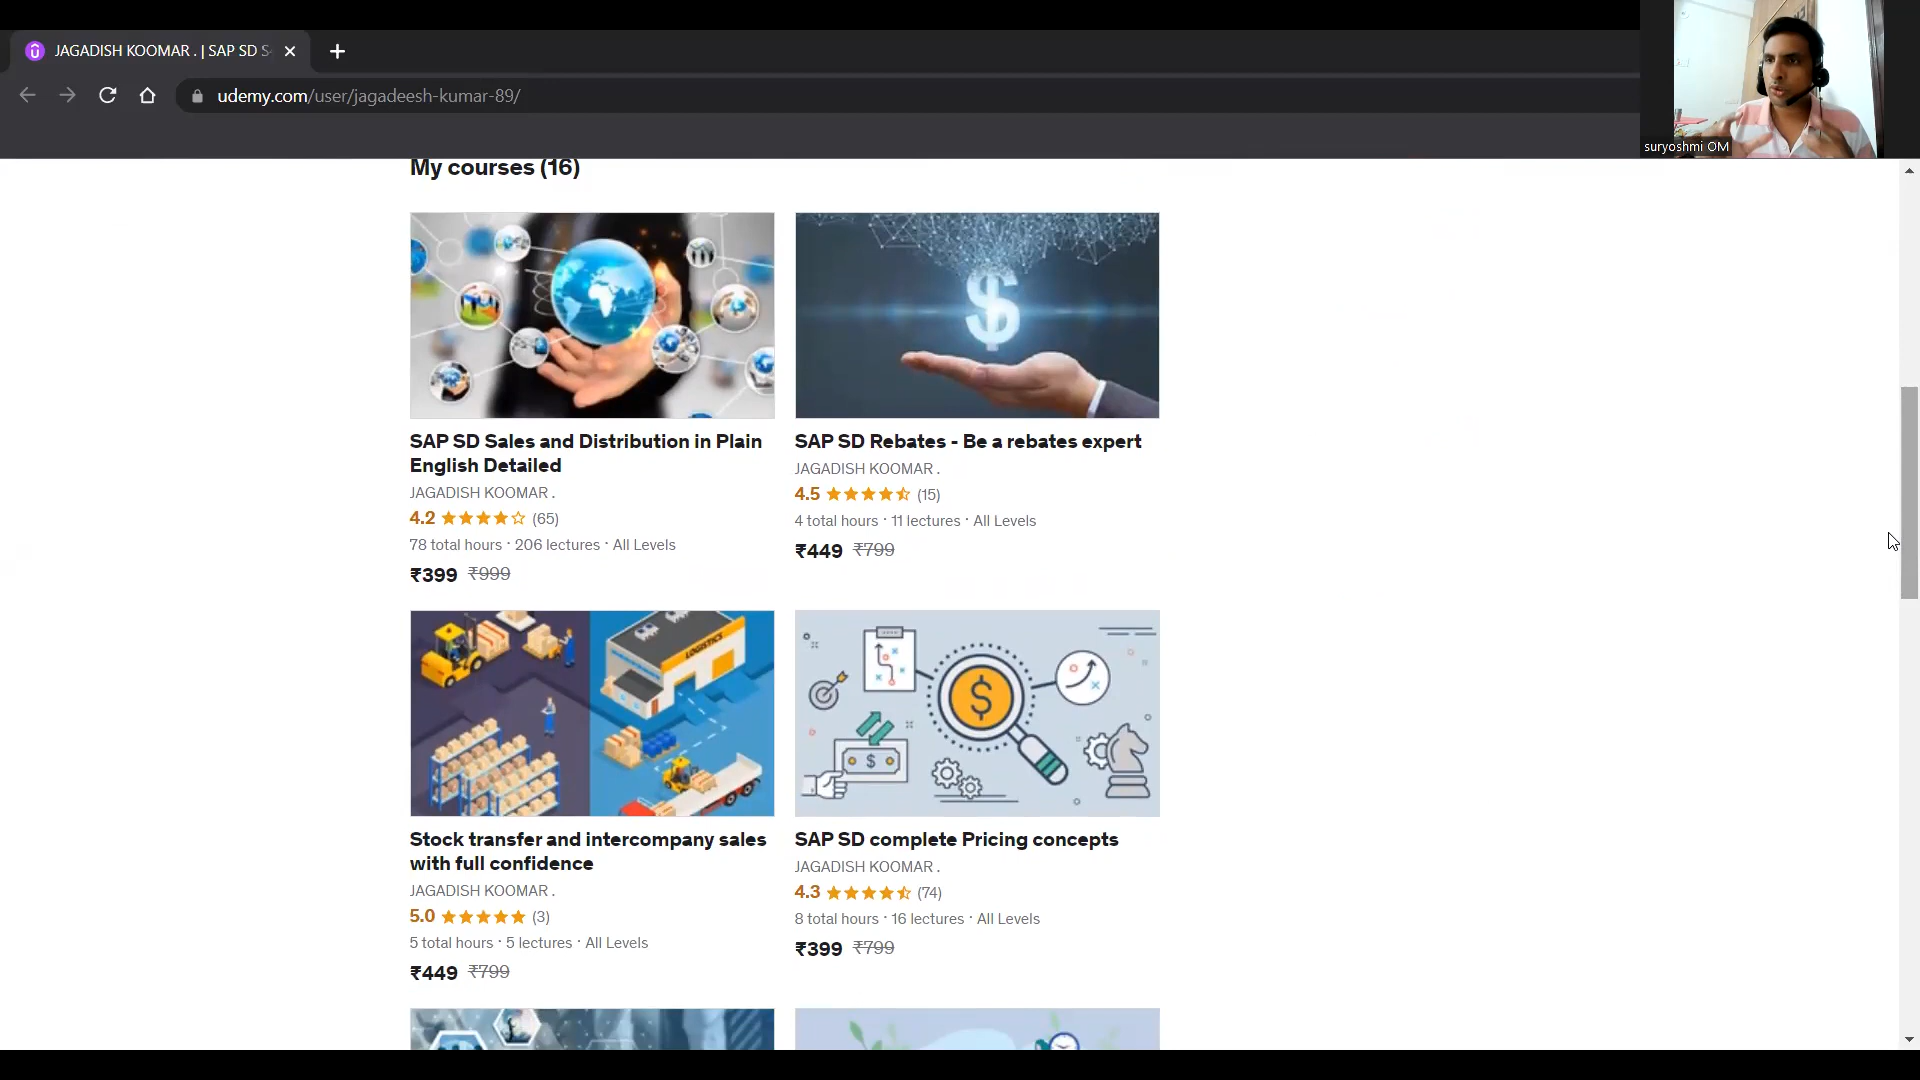 JAGADISH KOOMAR . | SAP SD S
udemy.com/user/jagadeesh-kumar-89/
suryoshmi OM
My courses (16)
SAP SD Sales and Distribution in Plain
English Detailed
JAGADISH KOOMAR .
4.2 (65)
78 total hours · 206 lectures · All Levels
₹399 ₹999
SAP SD Rebates - Be a rebates expert
JAGADISH KOOMAR .
4.5 (15)
4 total hours · 11 lectures · All Levels
₹449 ₹799
LOGISTICS
Stock transfer and intercompany sales
with full confidence
JAGADISH KOOMAR .
5.0 (3)
5 total hours · 5 lectures · All Levels
₹449 ₹799
SAP SD complete Pricing concepts
JAGADISH KOOMAR .
4.3 (74)
8 total hours · 16 lectures · All Levels
₹399 ₹799